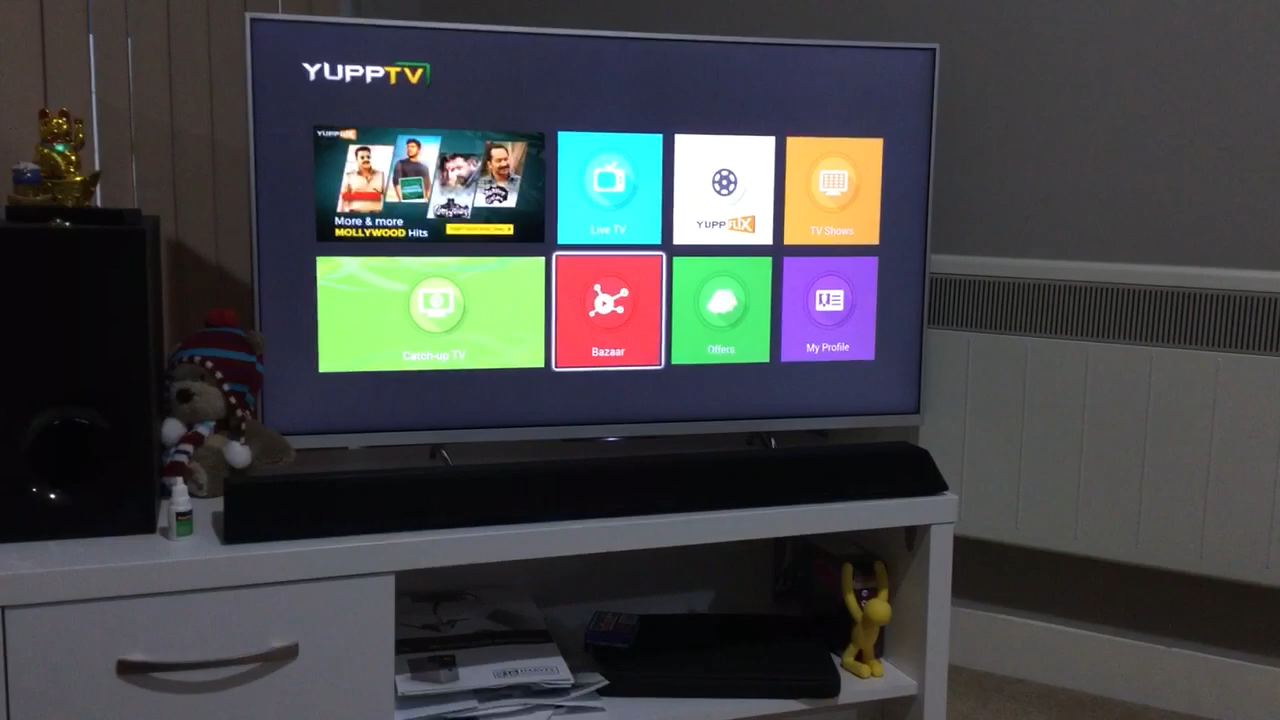 YUPPTV
YUPPFLIX
More & more
MOLLYWOOD Hits
Live TV
YUPPFLIX
TV Shows
Catch-up TV
Bazaar
Offers
My Profile